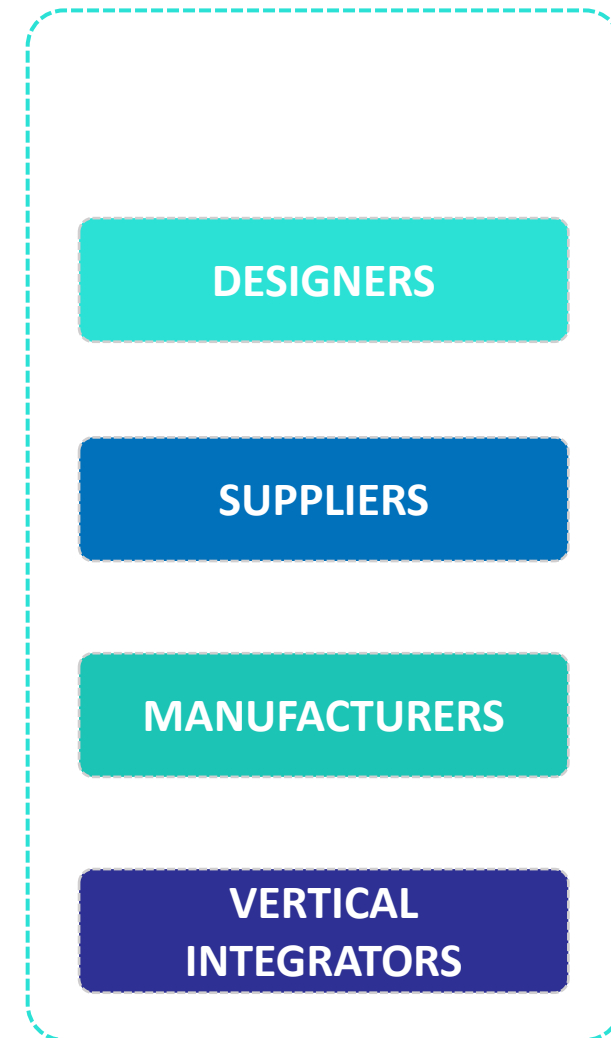 DESIGNERS
SUPPLIERS
MANUFACTURERS
VERTICAL
INTEGRATORS